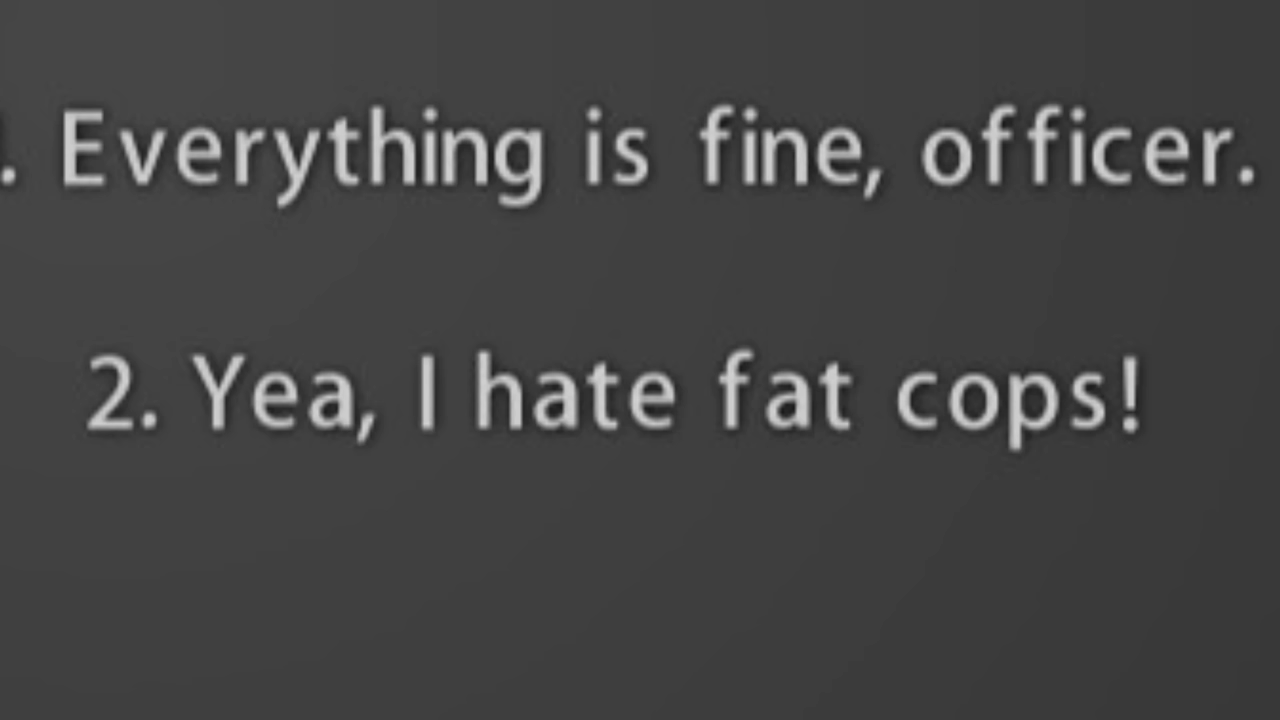 . Everything is fine, officer.
2. Yea, I hate fat cops!